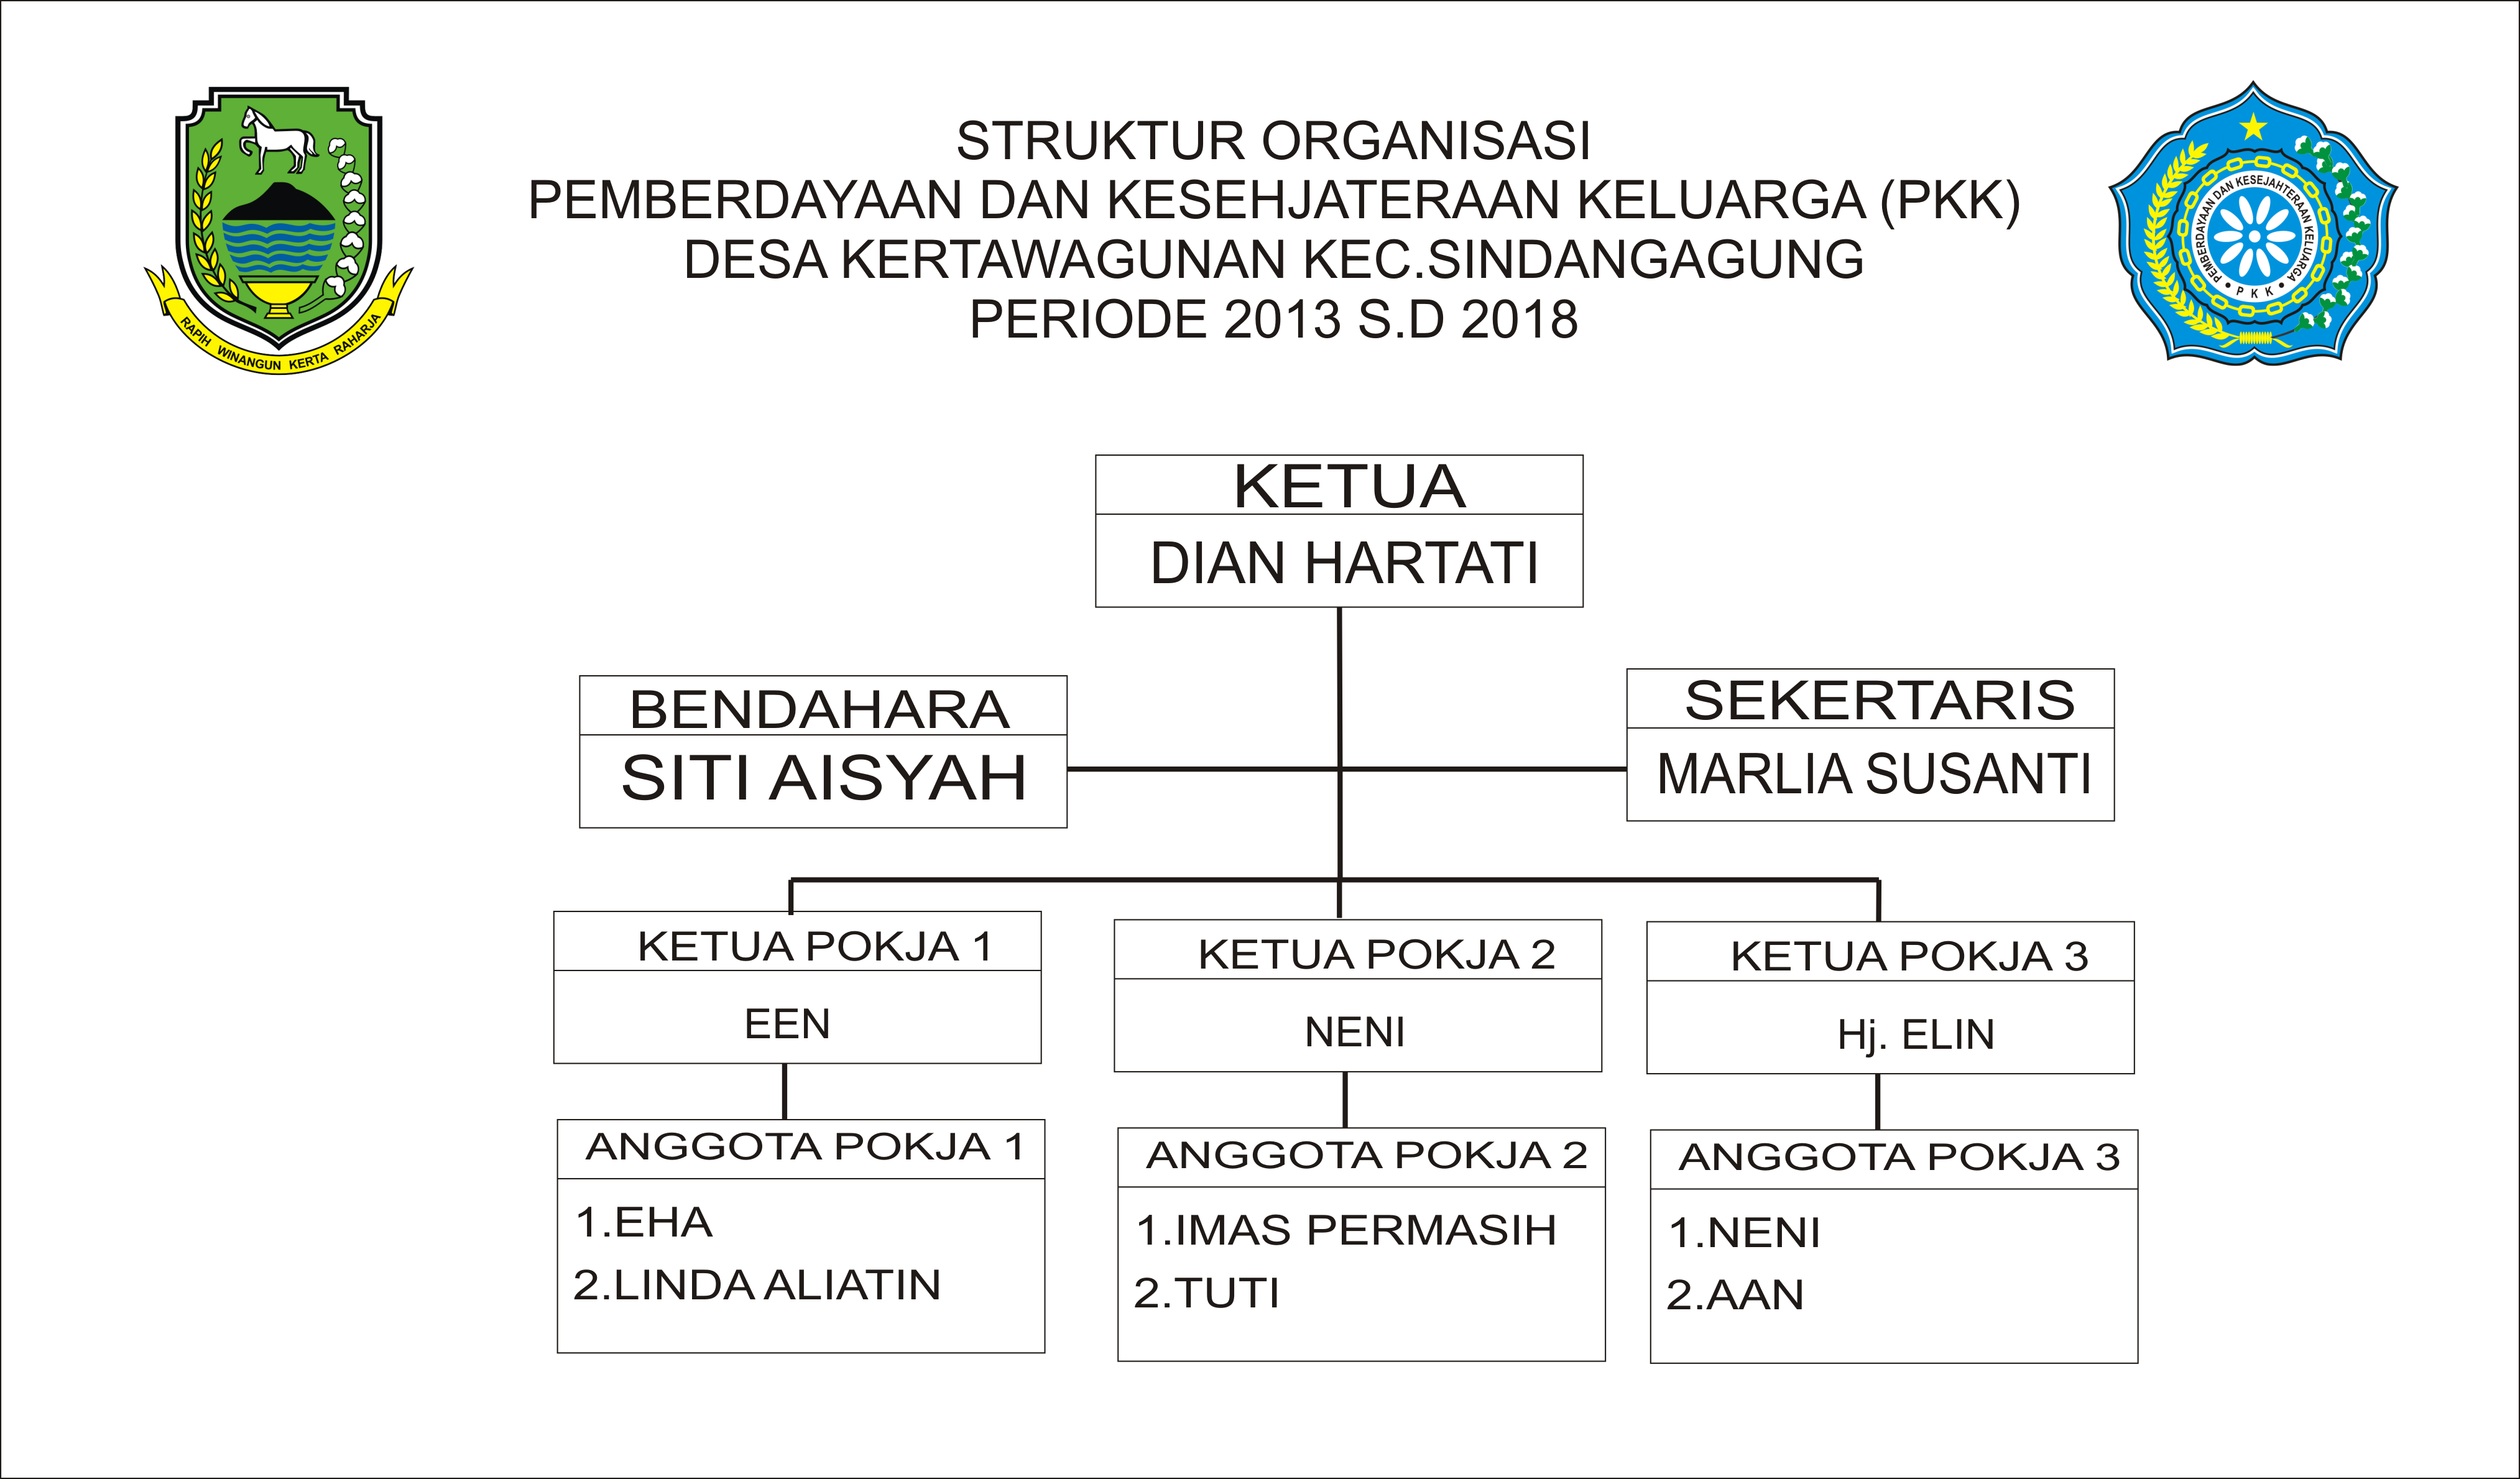 STRUKTUR ORGANISASI
PEMBERDAYAAN DAN KESEHJATERAAN KELUARGA (PKK)
DESA KERTAWAGUNAN KEC.SINDANGAGUNG
PERIODE 2013 S.D 2018
RAPIH WINANGUN KERTA RAHARJA
PEMBERDAYAAN DAN KESEJAHTERAAN KELUARGA
• P K K •
KETUA
DIAN HARTATI
BENDAHARA
SITI AISYAH
SEKERTARIS
MARLIA SUSANTI
KETUA POKJA 1
EEN
KETUA POKJA 2
NENI
KETUA POKJA 3
Hj. ELIN
ANGGOTA POKJA 1
1.EHA
2.LINDA ALIATIN
ANGGOTA POKJA 2
1.IMAS PERMASIH
2.TUTI
ANGGOTA POKJA 3
1.NENI
2.AAN